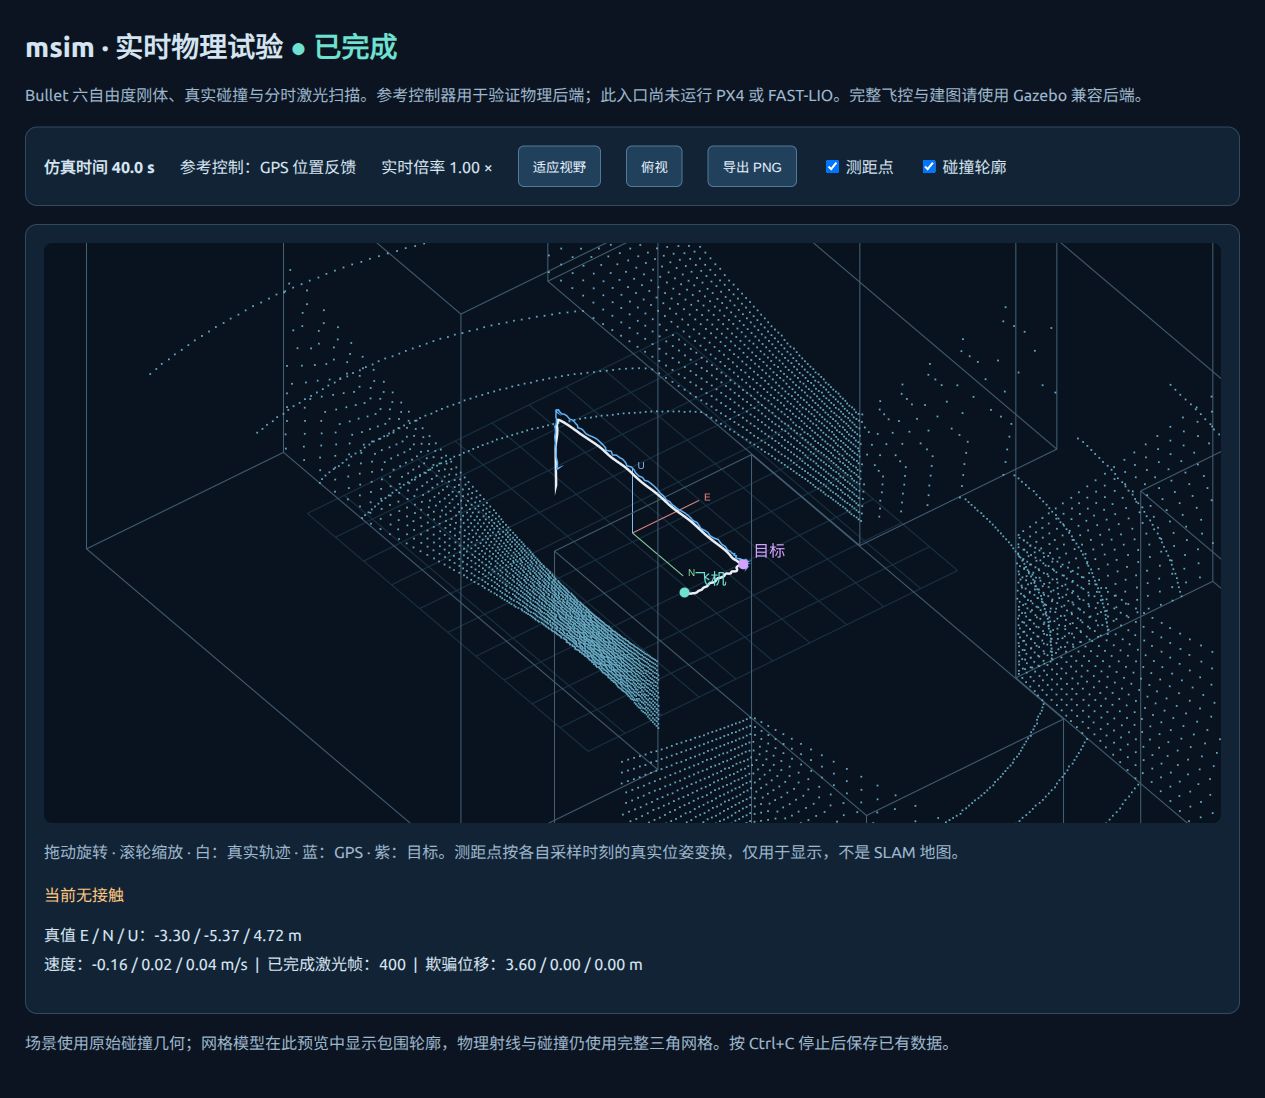 msim · 实时物理试验 ● 已完成
Bullet 六自由度刚体、真实碰撞与分时激光扫描。参考控制器用于验证物理后端；此入口尚未运行 PX4 或 FAST-LIO。完整飞控与建图请使用 Gazebo 兼容后端。
仿真时间 40.0 s 参考控制：GPS 位置反馈 实时倍率 1.00 × 适应视野 俯视 导出 PNG 测距点 碰撞轮廓
U
E
目标
N 飞机
拖动旋转 · 滚轮缩放 · 白：真实轨迹 · 蓝：GPS · 紫：目标。测距点按各自采样时刻的真实位姿变换，仅用于显示，不是 SLAM 地图。
当前无接触
真值 E / N / U：-3.30 / -5.37 / 4.72 m
速度：-0.16 / 0.02 / 0.04 m/s | 已完成激光帧：400 | 欺骗位移：3.60 / 0.00 / 0.00 m
场景使用原始碰撞几何；网格模型在此预览中显示包围轮廓，物理射线与碰撞仍使用完整三角网格。按 Ctrl+C 停止后保存已有数据。